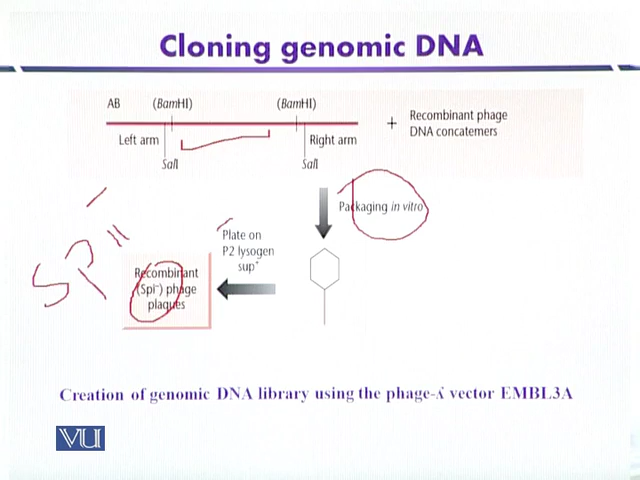 Cloning genomic DNA
AB (BamHI) (BamHI)
Left arm Right arm
SalI SalI
+ Recombinant phage
DNA concatemers
Packaging in vitro
Plate on
P2 lysogen
sup⁺
Recombinant
(Spi⁻) phage
plaques
SPII⁻
Creation of genomic DNA library using the phage-λ vector EMBL3A
VU